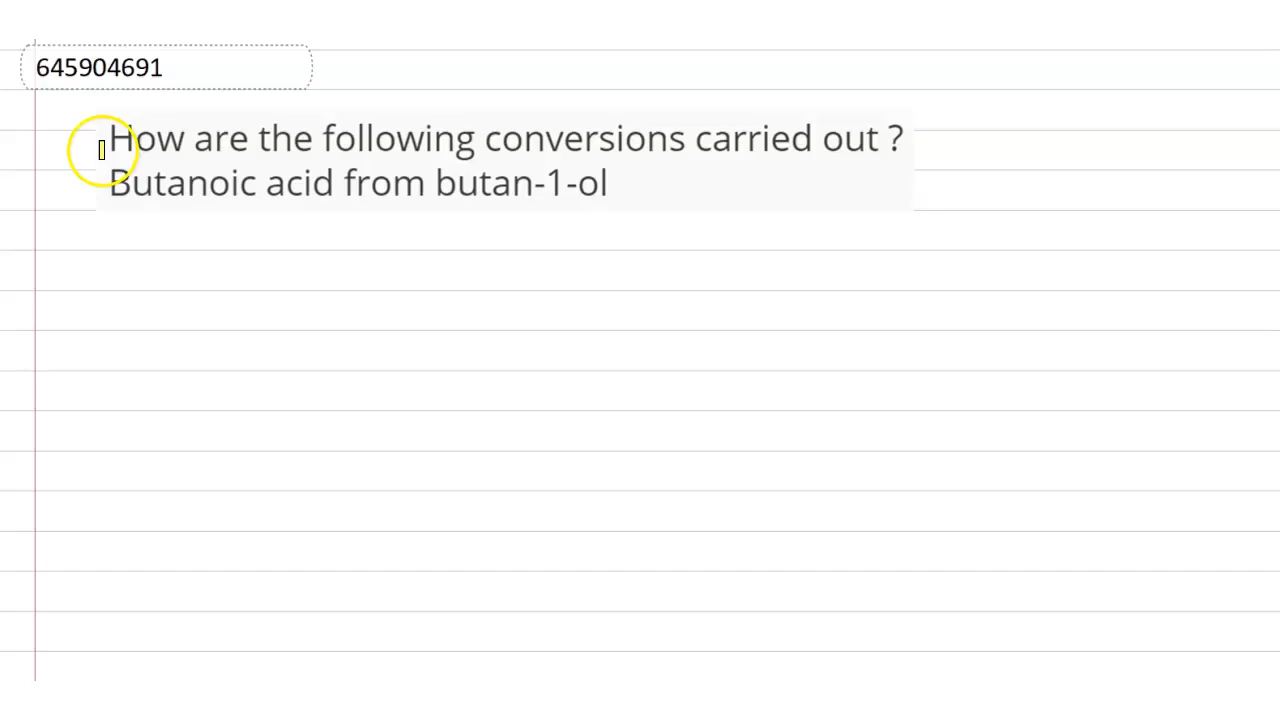 645904691
How are the following conversions carried out ?
Butanoic acid from butan-1-ol